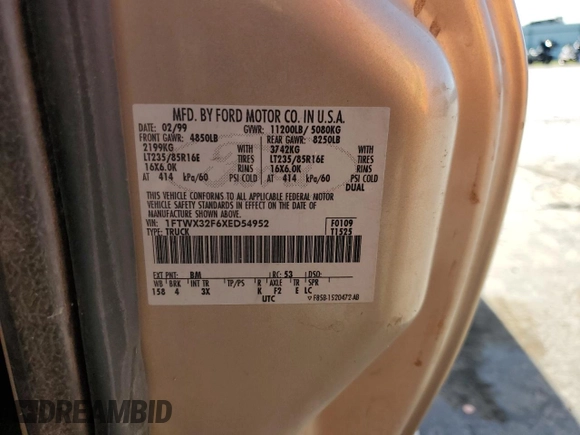 MFD. BY FORD MOTOR CO. IN U.S.A.
DATE: 02/99 GVWR: 11200LB/ 5080KG
FRONT GAWR: 4850LB REAR GAWR: 8250LB
2199KG WITH 3742KG WITH
LT235/85R16E TIRES LT235/85R16E TIRES
16X6.0K RIMS 16X6.0K RIMS
AT 414 kPa/60 PSI COLD AT 414 kPa/60 PSI COLD
DUAL
THIS VEHICLE CONFORMS TO ALL APPLICABLE FEDERAL MOTOR
VEHICLE SAFETY STANDARDS IN EFFECT ON THE DATE OF
MANUFACTURE SHOWN ABOVE.
VIN: 1FTWX32F6XED54952 F0109
TYPE: TRUCK T1525
EXT PNT: BM RC: 53 DSO:
WB BRK INT TR TP/PS R AXLE TR SPR
158 4 3X K F2 E LC
UTC F85B-1520472-AB
DREAMBID